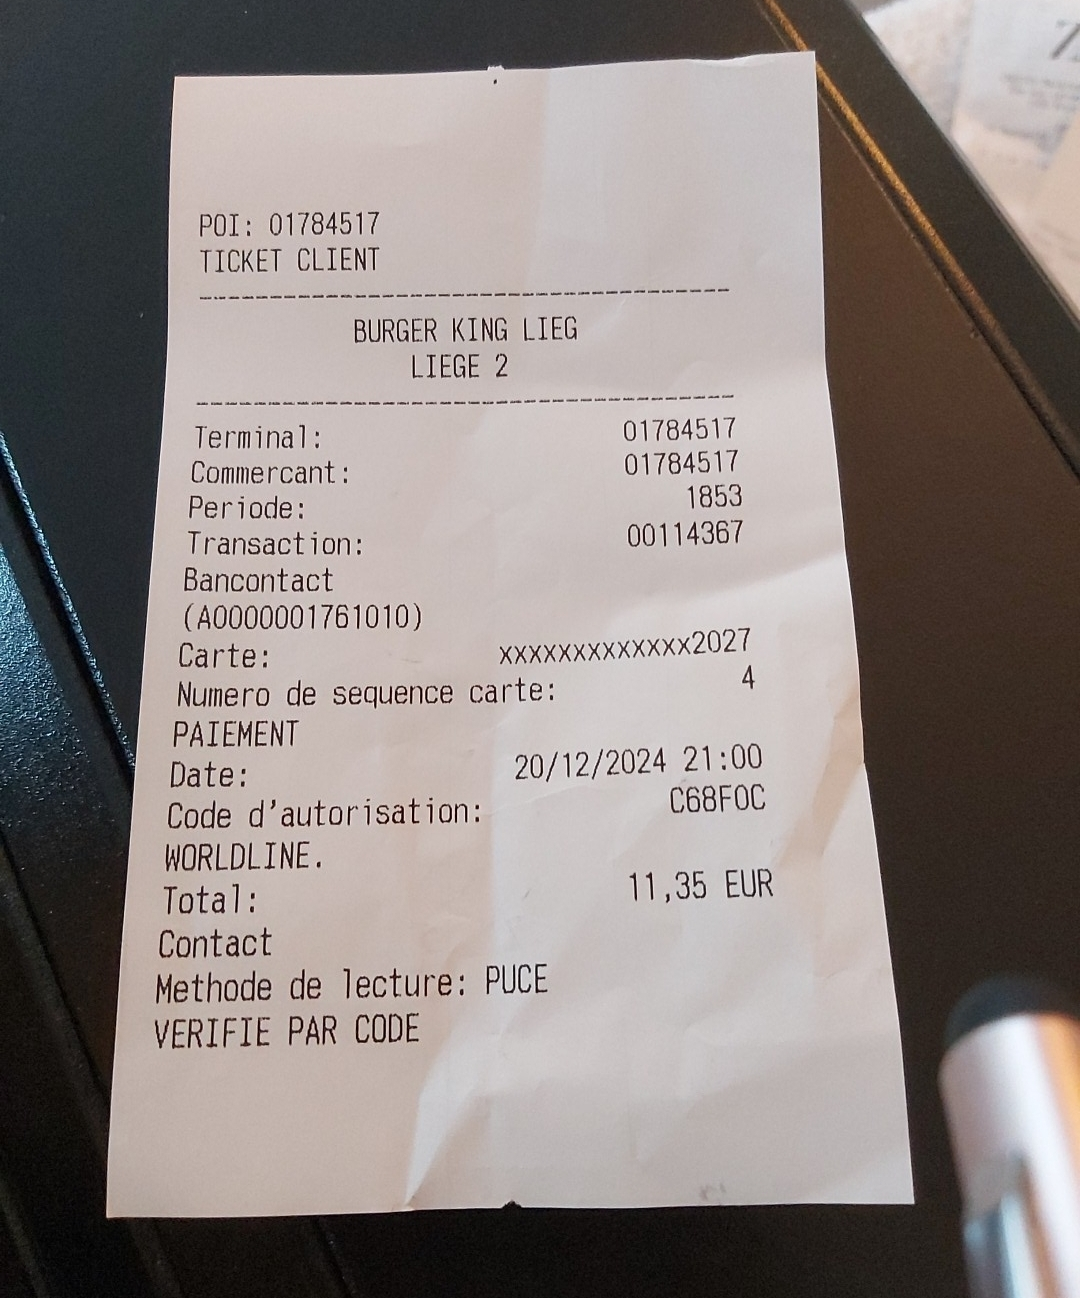 POI: 01784517
TICKET CLIENT
BURGER KING LIEG
LIEGE 2
Terminal: 01784517
Commercant: 01784517
Periode: 1853
Transaction: 00114367
Bancontact
(A0000001761010)
Carte: xxxxxxxxxxxxx2027
Numero de sequence carte: 4
PAIEMENT
Date: 20/12/2024 21:00
Code d'autorisation: C68F0C
WORLDLINE.
Total: 11,35 EUR
Contact
Methode de lecture: PUCE
VERIFIE PAR CODE